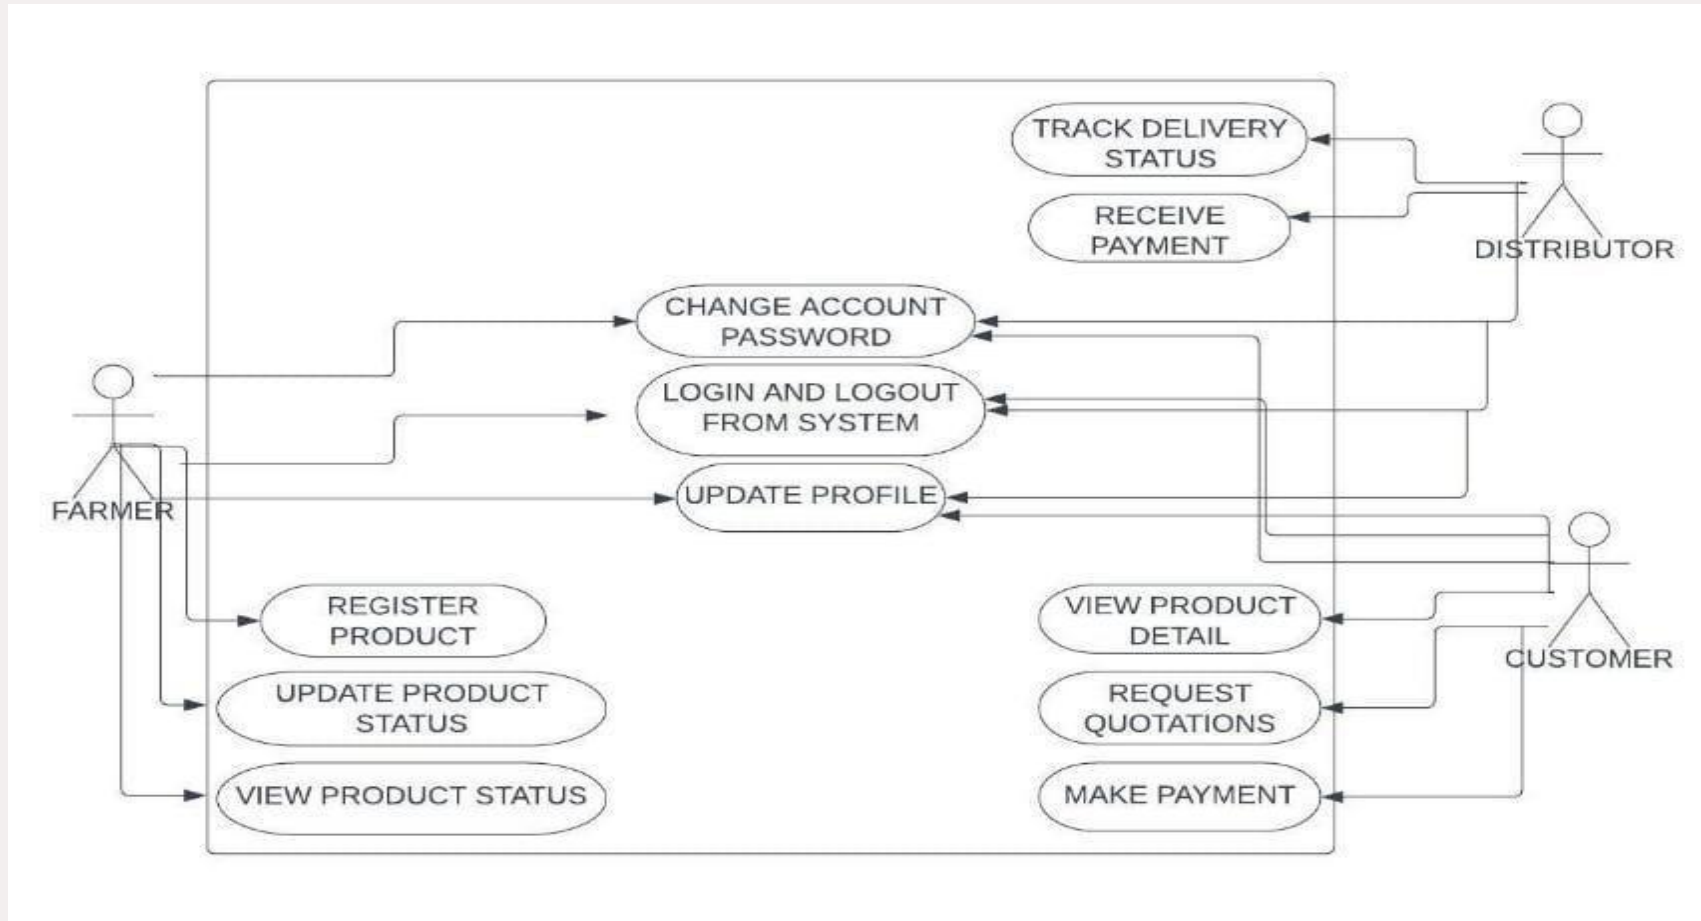 TRACK DELIVERY
STATUS
RECEIVE
PAYMENT
DISTRIBUTOR
CHANGE ACCOUNT
PASSWORD
LOGIN AND LOGOUT
FROM SYSTEM
UPDATE PROFILE
FARMER
REGISTER
PRODUCT
VIEW PRODUCT
DETAIL
CUSTOMER
UPDATE PRODUCT
STATUS
REQUEST
QUOTATIONS
VIEW PRODUCT STATUS
MAKE PAYMENT